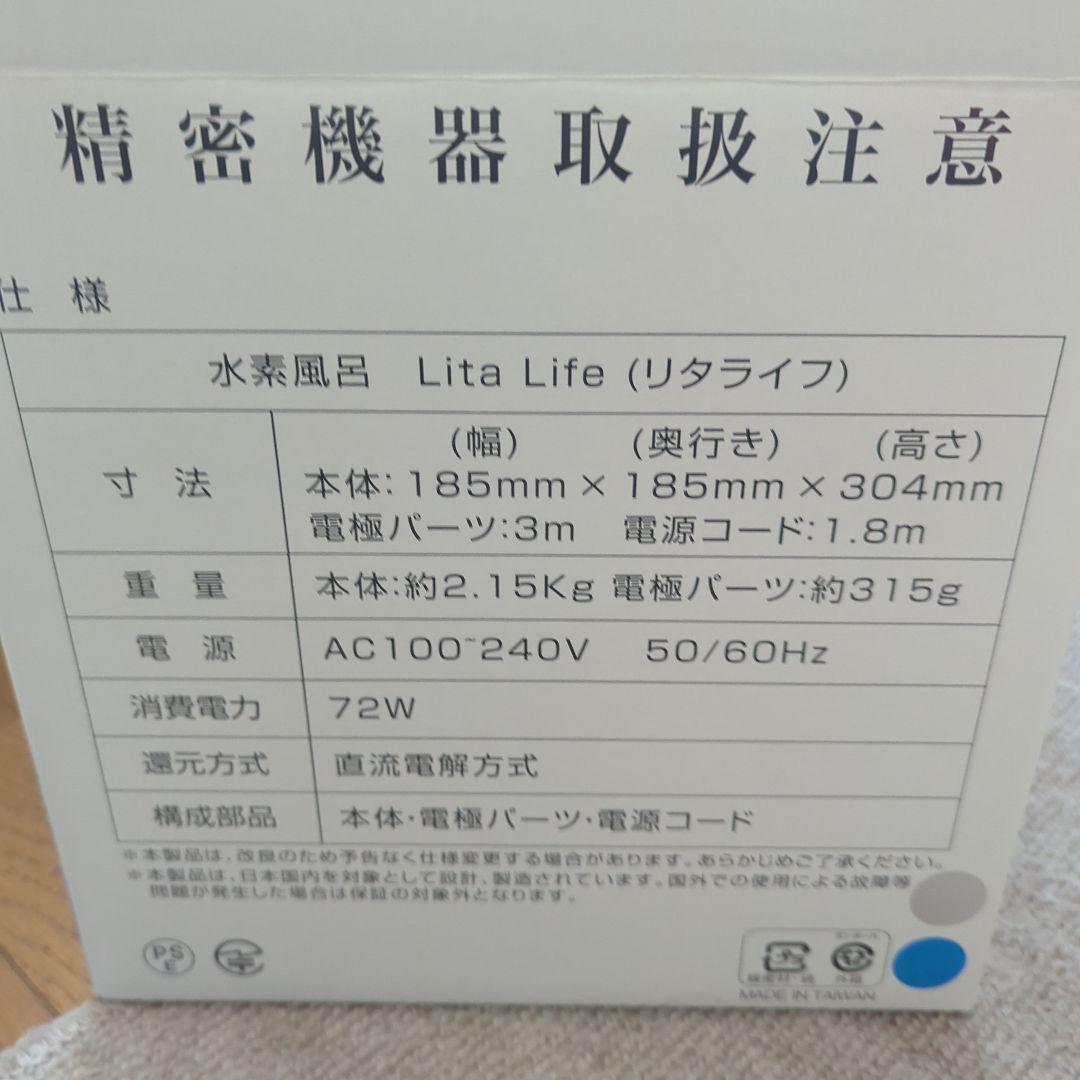 精密機器取扱注意
仕 様
水素風呂 Lita Life (リタライフ)
寸 法
(幅) (奥行き) (高さ)
本体: 185mm × 185mm × 304mm
電極パーツ:3m 電源コード:1.8m
重 量
本体:約2.15Kg 電極パーツ:約315g
電 源
AC100~240V 50/60Hz
消費電力
72W
還元方式
直流電解方式
構成部品
本体・電極パーツ・電源コード
※本製品は、改良のため予告なく仕様変更する場合があります。あらかじめご了承ください。
※本製品は、日本国内を対象として設計、製造されています。国外での使用による故障等
問題が発生した場合は保証の対象外となります。
PS
E
MADE IN TAIWAN